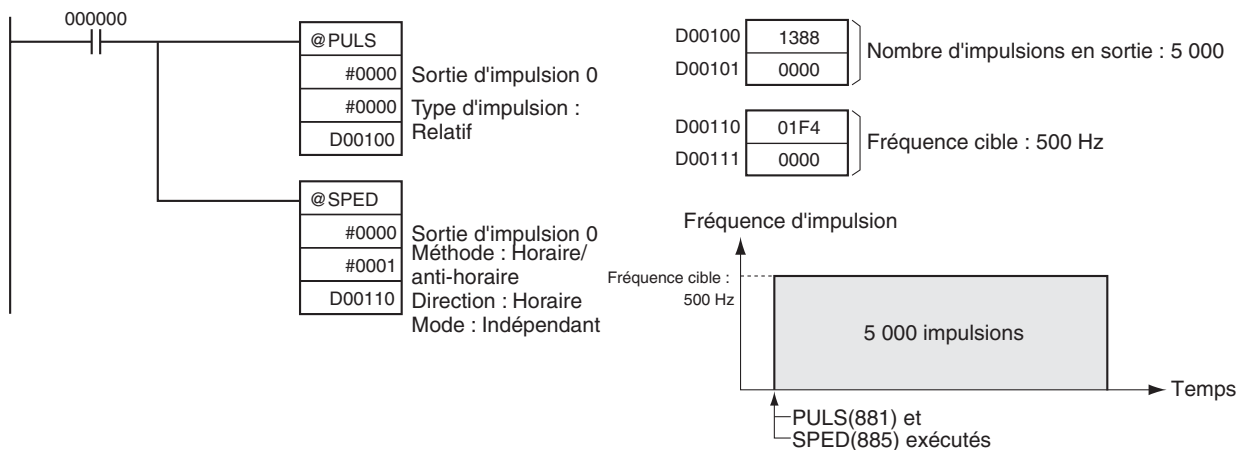 000000
@PULS
#0000 Sortie d'impulsion 0
#0000 Type d'impulsion :
Relatif
D00100
@SPED
#0000 Sortie d'impulsion 0
#0001 Méthode : Horaire/
anti-horaire
D00110 Direction : Horaire
Mode : Indépendant
D00100 1388
D00101 0000
Nombre d'impulsions en sortie : 5 000
D00110 01F4
D00111 0000
Fréquence cible : 500 Hz
Fréquence d'impulsion
Fréquence cible :
500 Hz
5 000 impulsions
Temps
PULS(881) et
SPED(885) exécutés